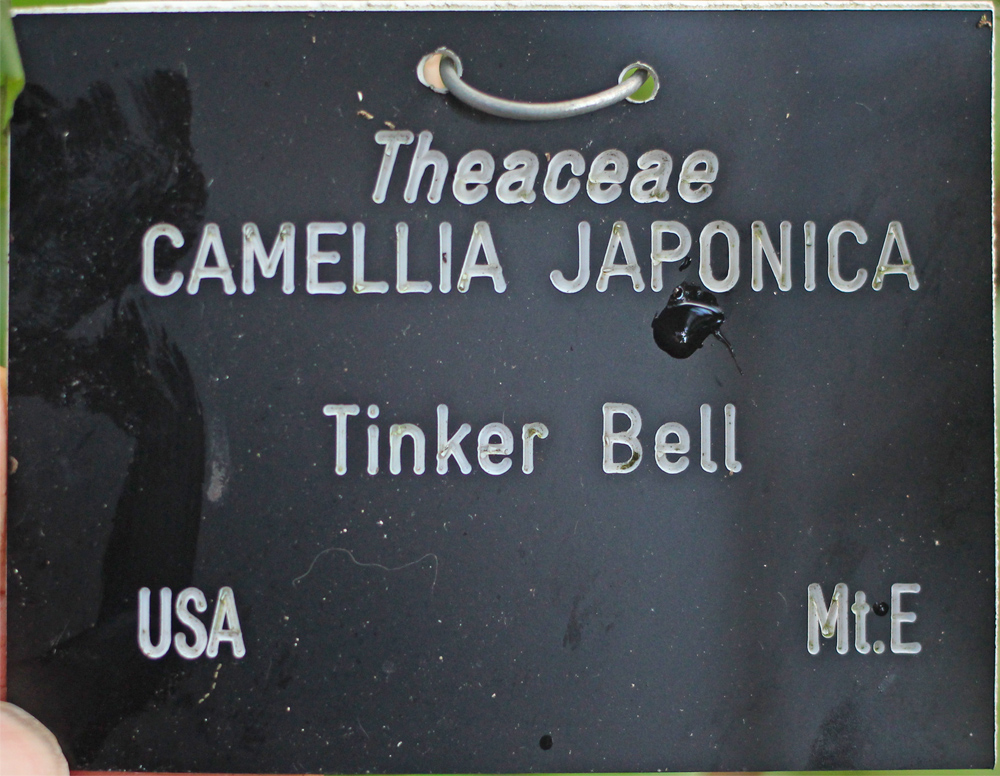 Theaceae
CAMELLIA JAPONICA
Tinker Bell
USA Mt.E